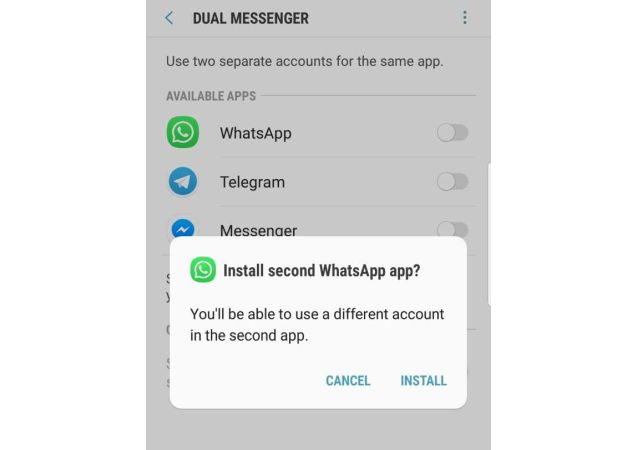 DUAL MESSENGER
Use two separate accounts for the same app.
AVAILABLE APPS
WhatsApp
Telegram
Messenger
Install second WhatsApp app?
You'll be able to use a different account
in the second app.
CANCEL INSTALL